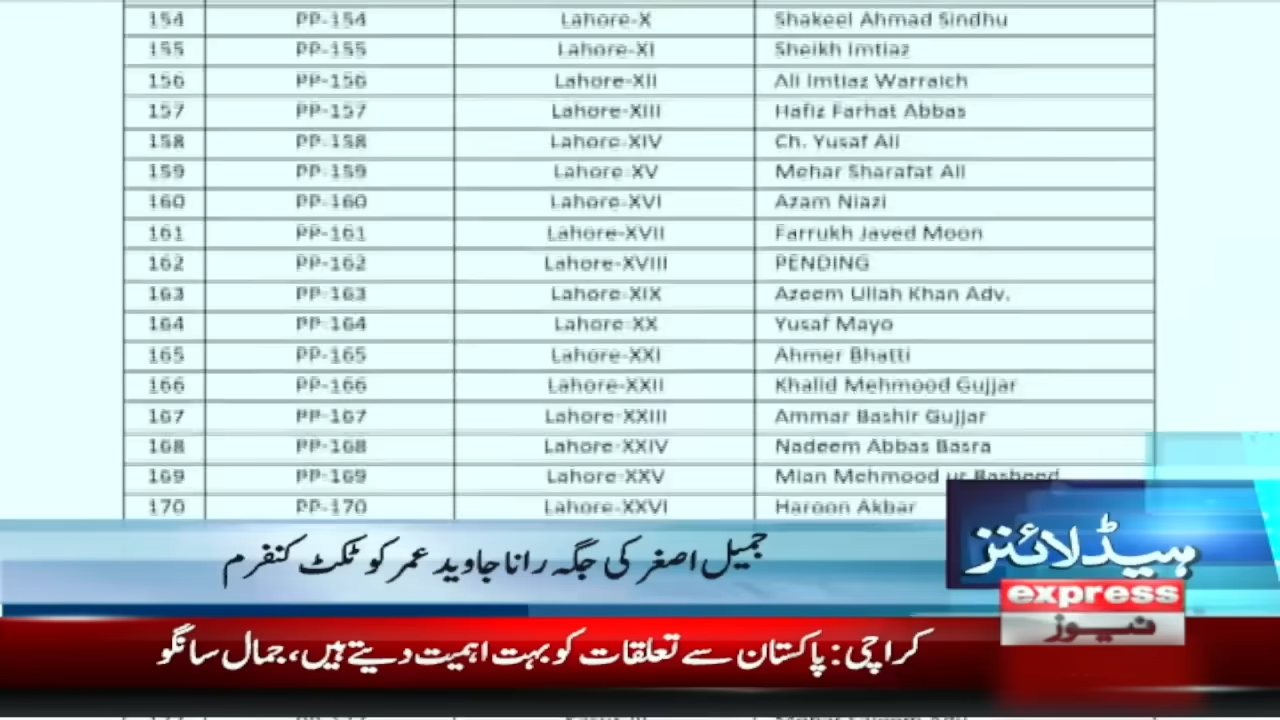 154 PP-154 Lahore-X Shakeel Ahmad Sindhu
155 PP-155 Lahore-XI Sheikh Imtiaz
156 PP-156 Lahore-XII Ali Imtiaz Warraich
157 PP-157 Lahore-XIII Hafiz Farhat Abbas
158 PP-158 Lahore-XIV Ch. Yusaf Ali
159 PP-159 Lahore-XV Mehar Sharafat Ali
160 PP-160 Lahore-XVI Azam Niazi
161 PP-161 Lahore-XVII Farrukh Javed Moon
162 PP-162 Lahore-XVIII PENDING
163 PP-163 Lahore-XIX Azeem Ullah Khan Adv.
164 PP-164 Lahore-XX Yusaf Mayo
165 PP-165 Lahore-XXI Ahmer Bhatti
166 PP-166 Lahore-XXII Khalid Mehmood Gujjar
167 PP-167 Lahore-XXIII Ammar Bashir Gujjar
168 PP-168 Lahore-XXIV Nadeem Abbas Basra
169 PP-169 Lahore-XXV Mian Mehmood ur Rasheed
170 PP-170 Lahore-XXVI Haroon Akbar
جمیل اصغر کی جگہ رانا جاوید عمر کو ٹکٹ کنفرم
ہیڈلائنز
express
نیوز
کراچی: پاکستان سے تعلقات کو بہت اہمیت دیتے ہیں، جمال سانگو